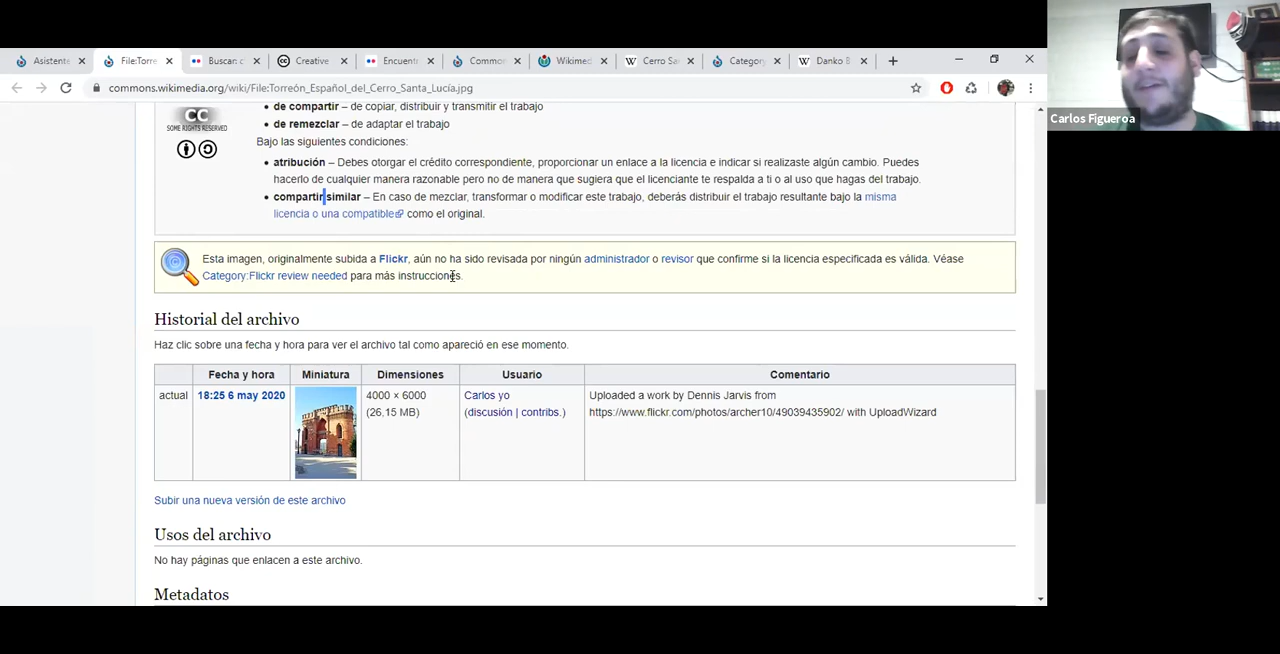 Asistente
File:Torre
Buscar: c
Creative
Encuentr
Commo
Wikimed
Cerro Sa
Category
Danko B
commons.wikimedia.org/wiki/File:Torreón_Español_del_Cerro_Santa_Lucía.jpg
Carlos Figueroa
CC
SOME RIGHTS RESERVED
de compartir – de copiar, distribuir y transmitir el trabajo
de remezclar – de adaptar el trabajo
Bajo las siguientes condiciones:
atribución – Debes otorgar el crédito correspondiente, proporcionar un enlace a la licencia e indicar si realizaste algún cambio. Puedes
hacerlo de cualquier manera razonable pero no de manera que sugiera que el licenciante te respalda a ti o al uso que hagas del trabajo.
compartir similar – En caso de mezclar, transformar o modificar este trabajo, deberás distribuir el trabajo resultante bajo la misma
licencia o una compatible como el original.
Esta imagen, originalmente subida a Flickr, aún no ha sido revisada por ningún administrador o revisor que confirme si la licencia especificada es válida. Véase
Category:Flickr review needed para más instrucciones.
Historial del archivo
Haz clic sobre una fecha y hora para ver el archivo tal como apareció en ese momento.
Fecha y hora Miniatura Dimensiones Usuario Comentario
actual 18:25 6 may 2020 4000 × 6000 Carlos yo Uploaded a work by Dennis Jarvis from
(26,15 MB) (discusión | contribs.) https://www.flickr.com/photos/archer10/49039435902/ with UploadWizard
Subir una nueva versión de este archivo
Usos del archivo
No hay páginas que enlacen a este archivo.
Metadatos